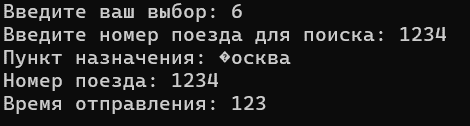 Введите ваш выбор: 6
Введите номер поезда для поиска: 1234
Пункт назначения: �осква
Номер поезда: 1234
Время отправления: 123